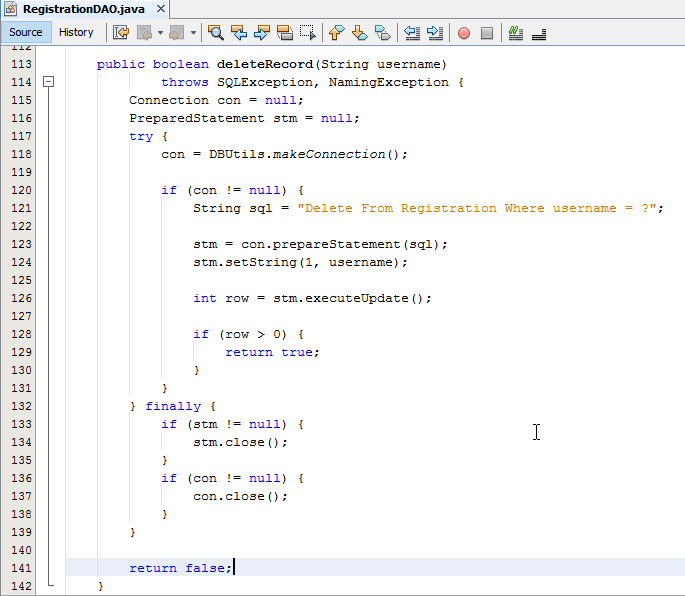 RegistrationDAO.java
Source History
112
113 public boolean deleteRecord(String username)
114 throws SQLException, NamingException {
115 Connection con = null;
116 PreparedStatement stm = null;
117 try {
118 con = DBUtils.makeConnection();
119
120 if (con != null) {
121 String sql = "Delete From Registration Where username = ?";
122
123 stm = con.prepareStatement(sql);
124 stm.setString(1, username);
125
126 int row = stm.executeUpdate();
127
128 if (row > 0) {
129 return true;
130 }
131 }
132 } finally {
133 if (stm != null) {
134 stm.close();
135 }
136 if (con != null) {
137 con.close();
138 }
139 }
140
141 return false;
142 }